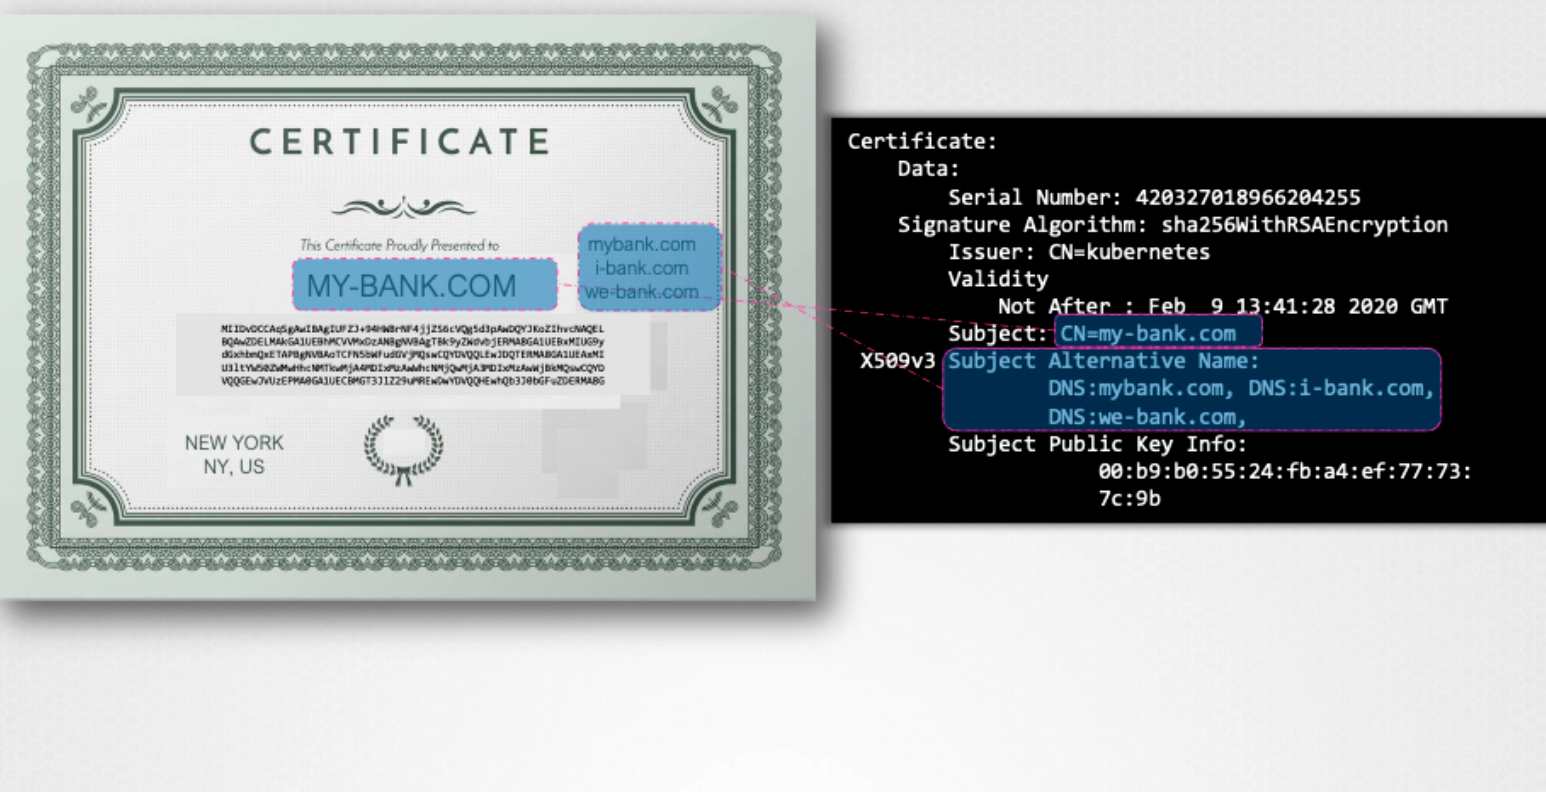 CERTIFICATE
This Certificate Proudly Presented to
MY-BANK.COM
mybank.com
i-bank.com
we-bank.com
NEW YORK
NY, US
Certificate:
Data:
Serial Number: 420327018966204255
Signature Algorithm: sha256WithRSAEncryption
Issuer: CN=kubernetes
Validity
Not After : Feb 9 13:41:28 2020 GMT
Subject: CN=my-bank.com
X509v3 Subject Alternative Name:
DNS:mybank.com, DNS:i-bank.com,
DNS:we-bank.com,
Subject Public Key Info:
00:b9:b0:55:24:fb:a4:ef:77:73:
7c:9b